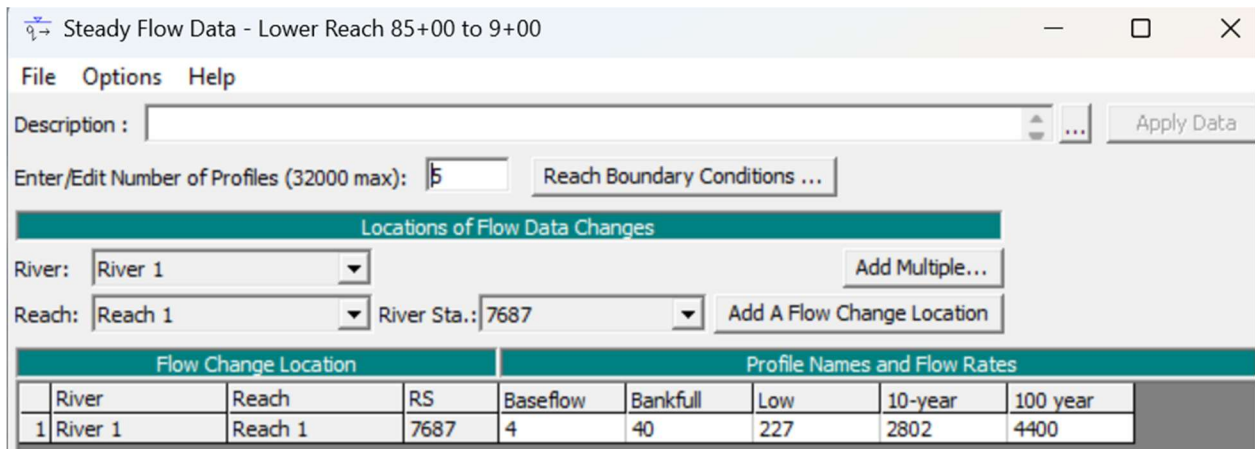 Steady Flow Data - Lower Reach 85+00 to 9+00
File Options Help
Description : ... Apply Data
Enter/Edit Number of Profiles (32000 max): 5 Reach Boundary Conditions ...
Locations of Flow Data Changes
River: River 1 Add Multiple...
Reach: Reach 1 River Sta.: 7687 Add A Flow Change Location
Flow Change Location Profile Names and Flow Rates
River Reach RS Baseflow Bankfull Low 10-year 100 year
1 River 1 Reach 1 7687 4 40 227 2802 4400